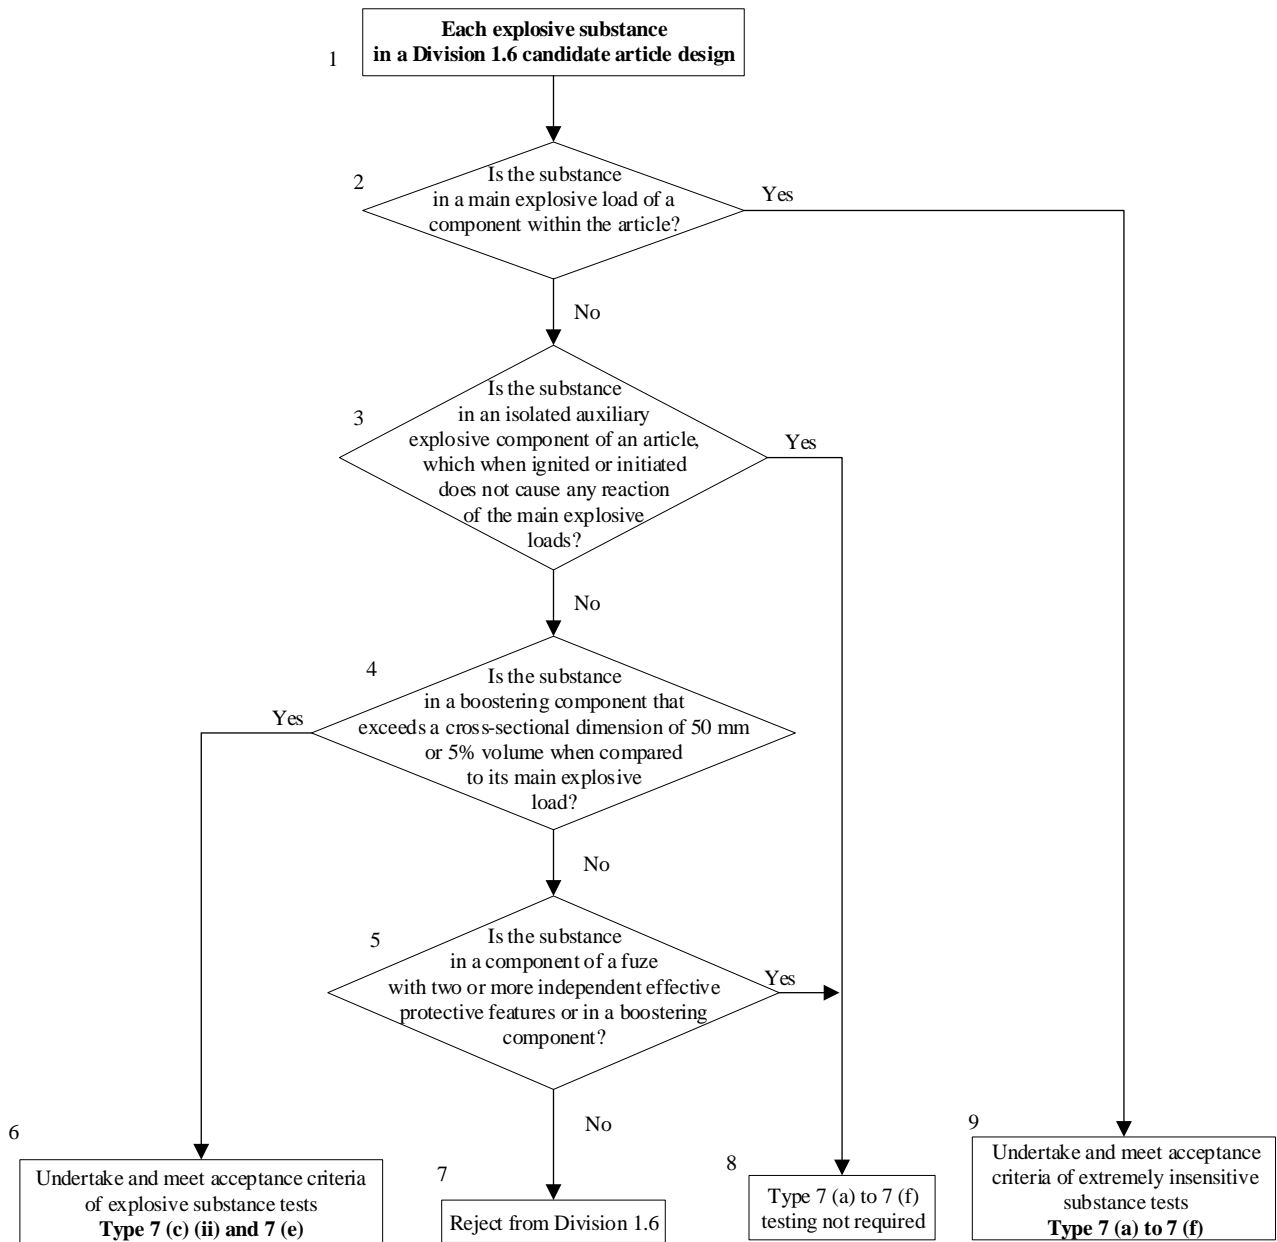 Each explosive substance
in a Division 1.6 candidate article design
1
2
Is the substance
in a main explosive load of a
component within the article?
Yes
No
3
Is the substance
in an isolated auxiliary
explosive component of an article,
which when ignited or initiated
does not cause any reaction
of the main explosive
loads?
Yes
No
4
Is the substance
in a boostering component that
exceeds a cross-sectional dimension of 50 mm
or 5% volume when compared
to its main explosive
load?
Yes
No
5
Is the substance
in a component of a fuze
with two or more independent effective
protective features or in a boostering
component?
Yes
No
6
Undertake and meet acceptance criteria
of explosive substance tests
Type 7 (c) (ii) and 7 (e)
7
Reject from Division 1.6
8
Type 7 (a) to 7 (f)
testing not required
9
Undertake and meet acceptance
criteria of extremely insensitive
substance tests
Type 7 (a) to 7 (f)